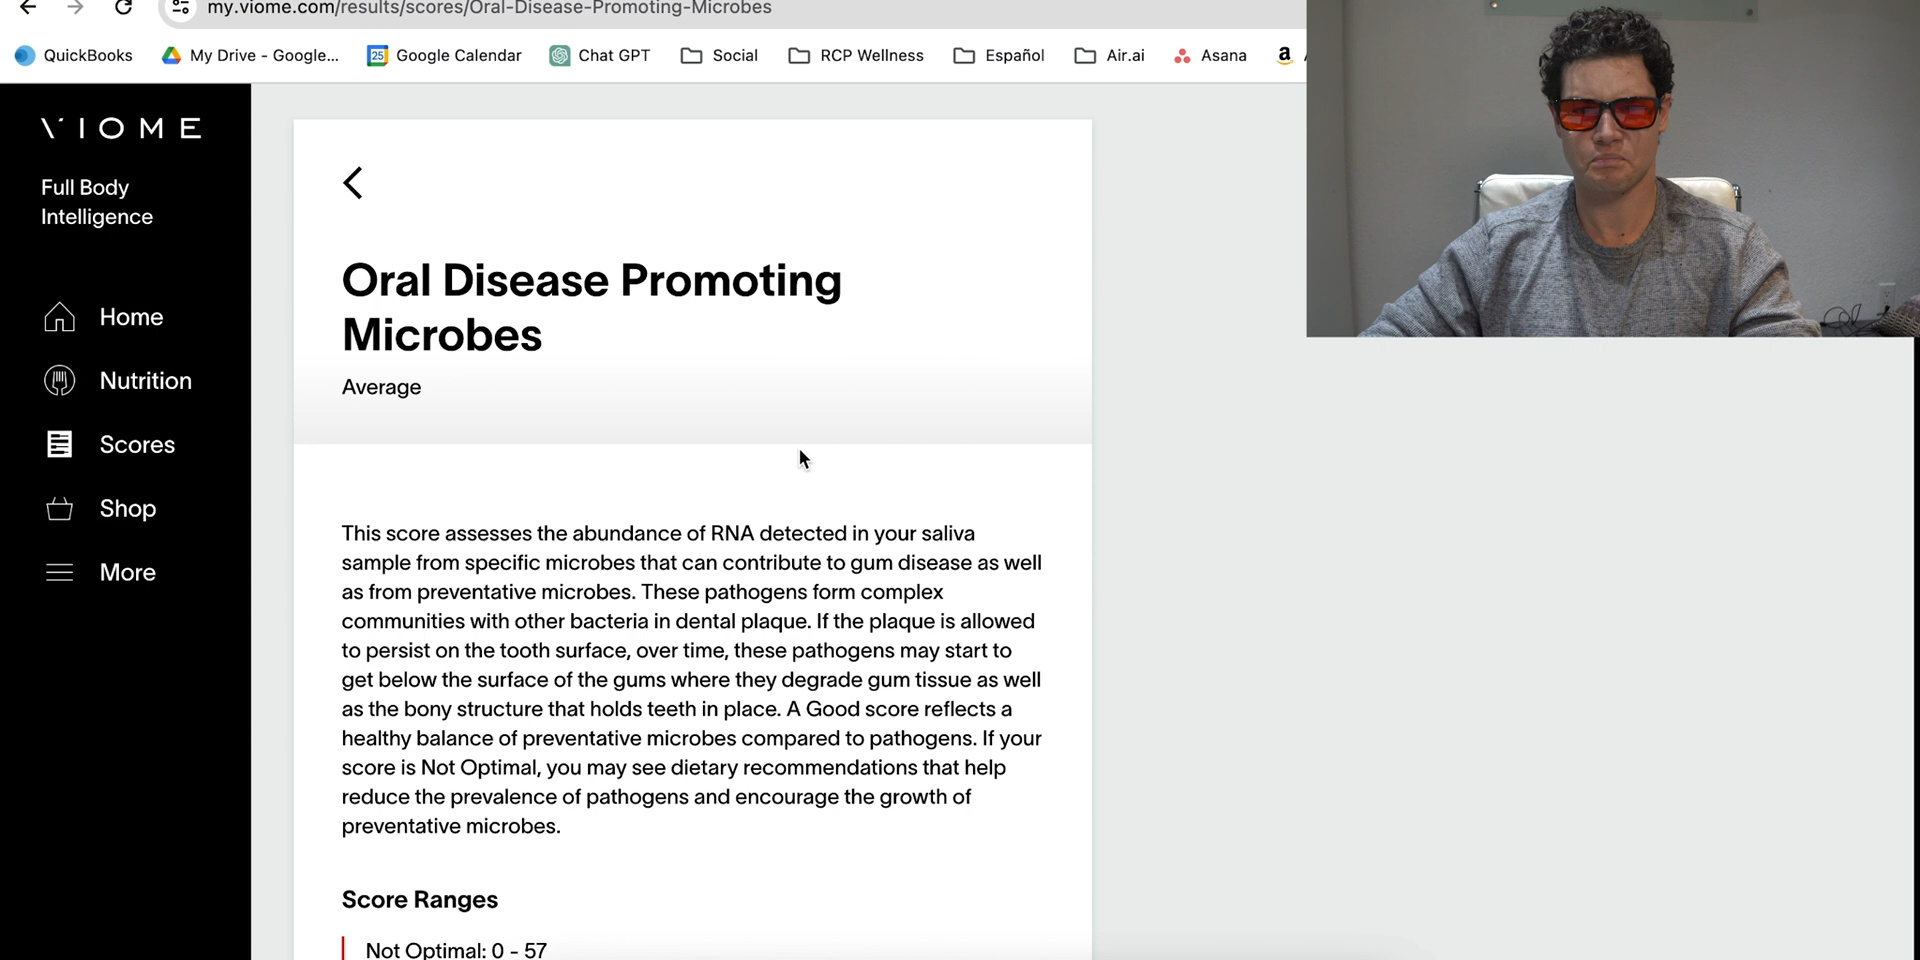 my.viome.com/results/scores/Oral-Disease-Promoting-Microbes
QuickBooks My Drive - Google... 25 Google Calendar Chat GPT Social RCP Wellness Español Air.ai Asana a
VIOME
Full Body
Intelligence
Home
Nutrition
Scores
Shop
More
Oral Disease Promoting
Microbes
Average
This score assesses the abundance of RNA detected in your saliva
sample from specific microbes that can contribute to gum disease as well
as from preventative microbes. These pathogens form complex
communities with other bacteria in dental plaque. If the plaque is allowed
to persist on the tooth surface, over time, these pathogens may start to
get below the surface of the gums where they degrade gum tissue as well
as the bony structure that holds teeth in place. A Good score reflects a
healthy balance of preventative microbes compared to pathogens. If your
score is Not Optimal, you may see dietary recommendations that help
reduce the prevalence of pathogens and encourage the growth of
preventative microbes.
Score Ranges
Not Optimal: 0 - 57